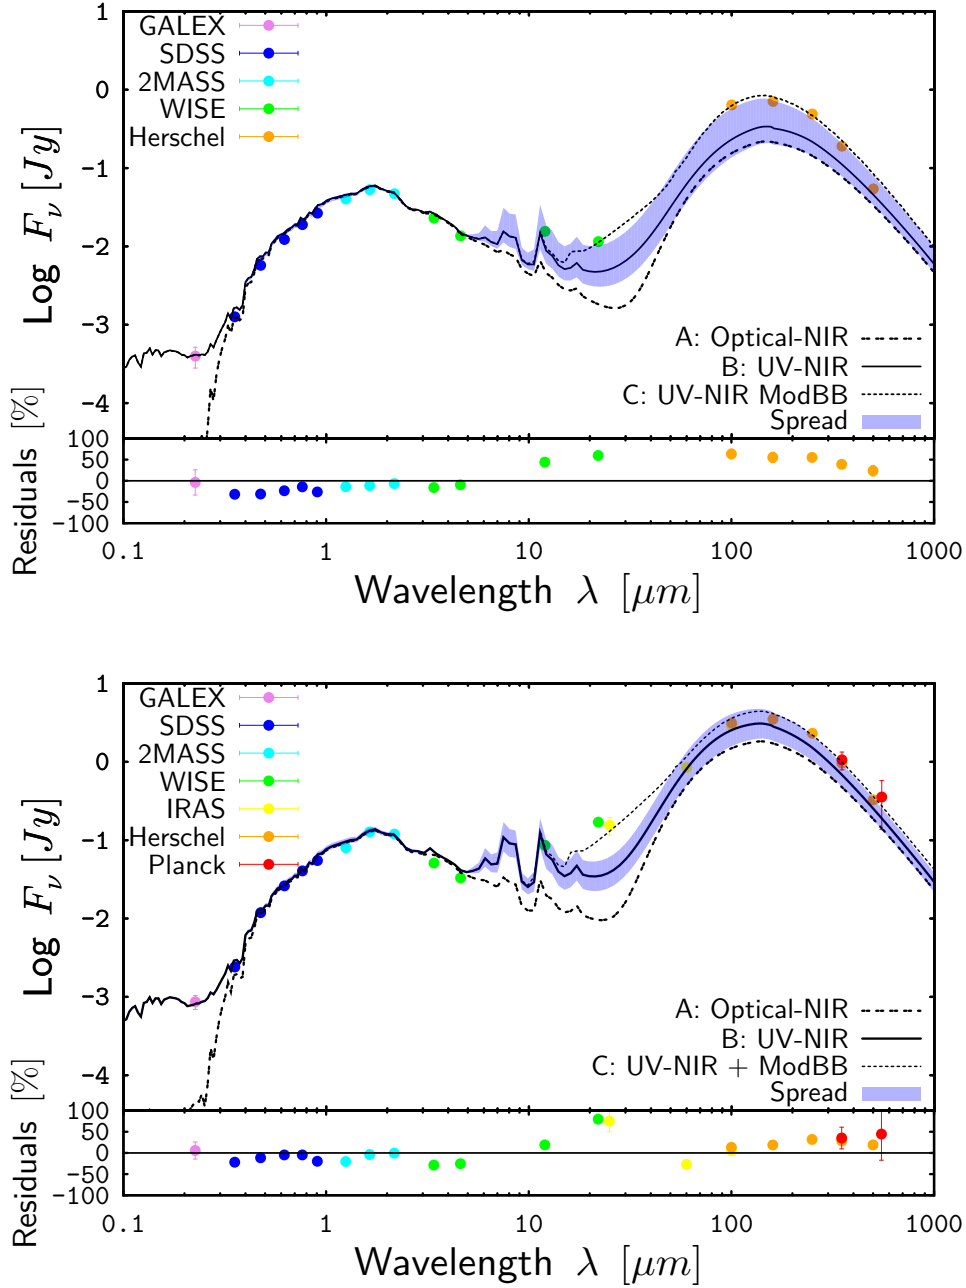 Log F_ν [Jy]
1
0
−1
−2
−3
−4
GALEX
SDSS
2MASS
WISE
Herschel
A: Optical-NIR
B: UV-NIR
C: UV-NIR ModBB
Spread
Residuals [%]
100
50
0
−50
−100
0.1 1 10 100 1000
Wavelength λ [μm]
Log F_ν [Jy]
1
0
−1
−2
−3
−4
GALEX
SDSS
2MASS
WISE
IRAS
Herschel
Planck
A: Optical-NIR
B: UV-NIR
C: UV-NIR + ModBB
Spread
Residuals [%]
100
50
0
−50
−100
0.1 1 10 100 1000
Wavelength λ [μm]